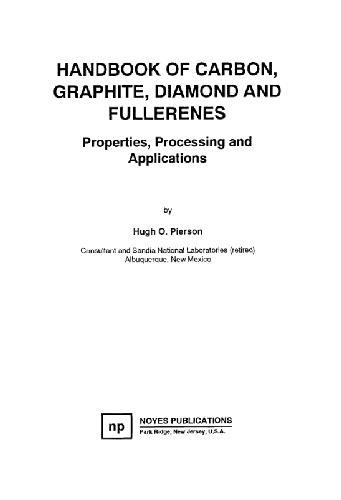 HANDBOOK OF CARBON,
GRAPHITE, DIAMOND AND
FULLERENES
Properties, Processing and
Applications
by
Hugh O. Pierson
Consultant and Sandia National Laboratories (retired)
Albuquerque, New Mexico
np
NOYES PUBLICATIONS
Park Ridge, New Jersey, U.S.A.